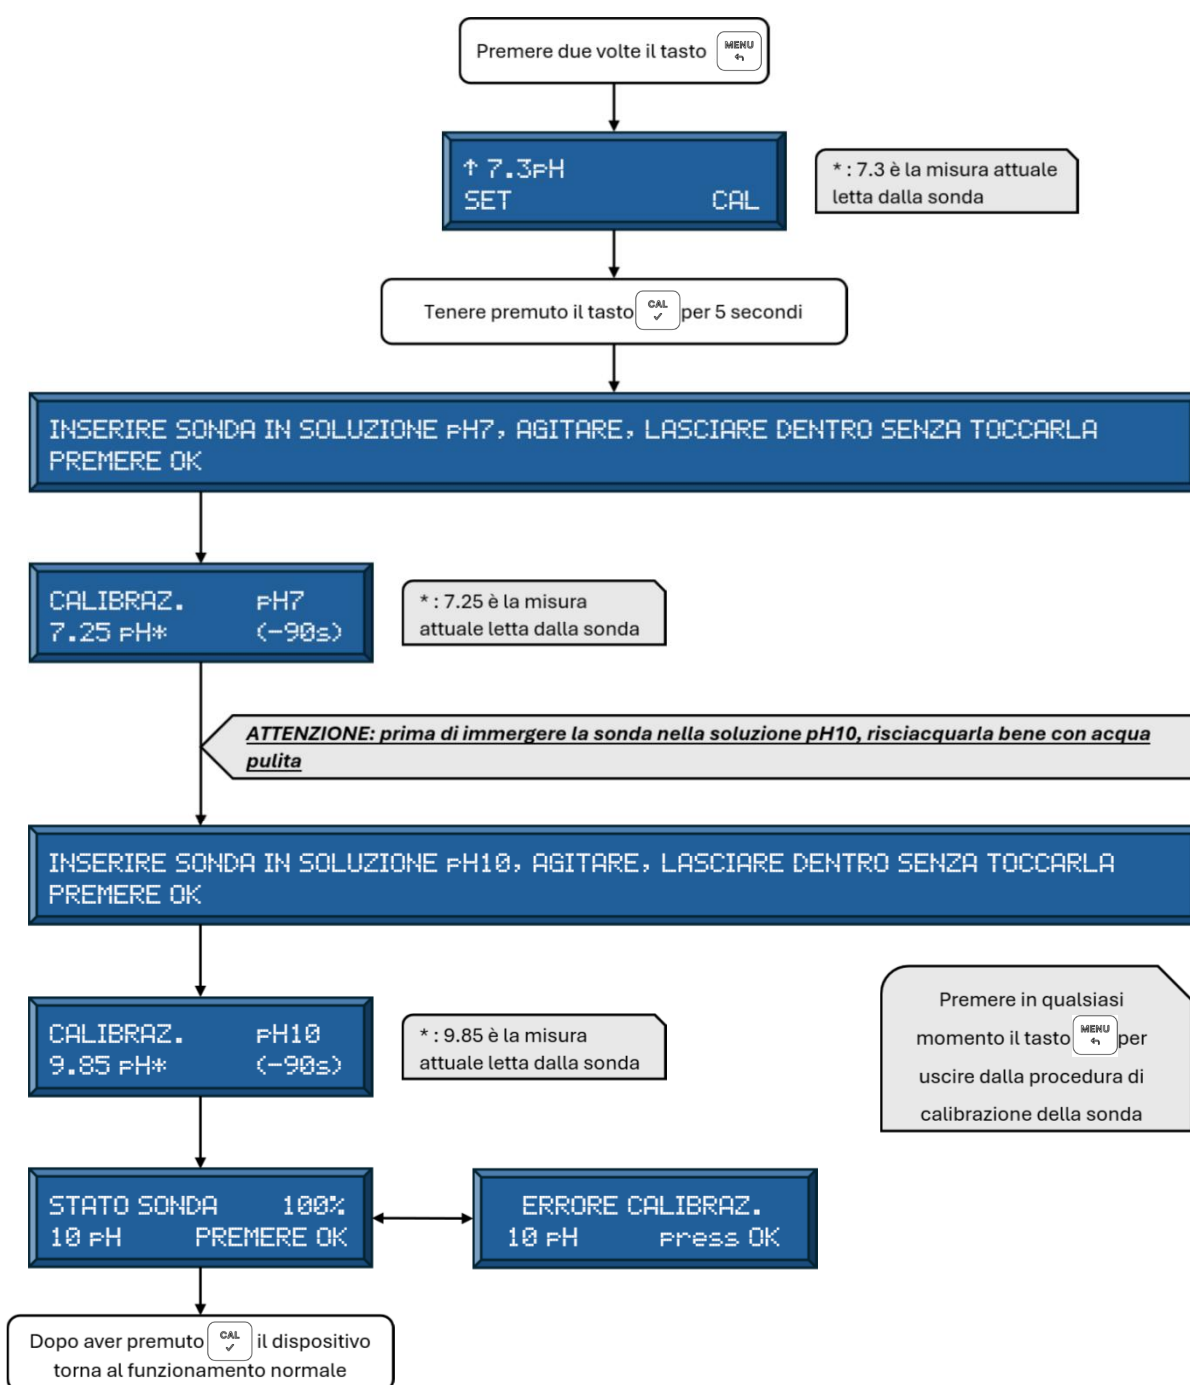 Premere due volte il tasto MENU
↑ 7.3pH
SET CAL
* : 7.3 è la misura attuale
letta dalla sonda
Tenere premuto il tasto CAL per 5 secondi
INSERIRE SONDA IN SOLUZIONE pH7, AGITARE, LASCIARE DENTRO SENZA TOCCARLA
PREMERE OK
CALIBRAZ. pH7
7.25 pH* (-90s)
* : 7.25 è la misura
attuale letta dalla sonda
ATTENZIONE: prima di immergere la sonda nella soluzione pH10, risciacquarla bene con acqua
pulita
INSERIRE SONDA IN SOLUZIONE pH10, AGITARE, LASCIARE DENTRO SENZA TOCCARLA
PREMERE OK
CALIBRAZ. pH10
9.85 pH* (-90s)
* : 9.85 è la misura
attuale letta dalla sonda
Premere in qualsiasi
momento il tasto MENU per
uscire dalla procedura di
calibrazione della sonda
STATO SONDA 100%
10 pH PREMERE OK
ERRORE CALIBRAZ.
10 pH press OK
Dopo aver premuto CAL il dispositivo
torna al funzionamento normale